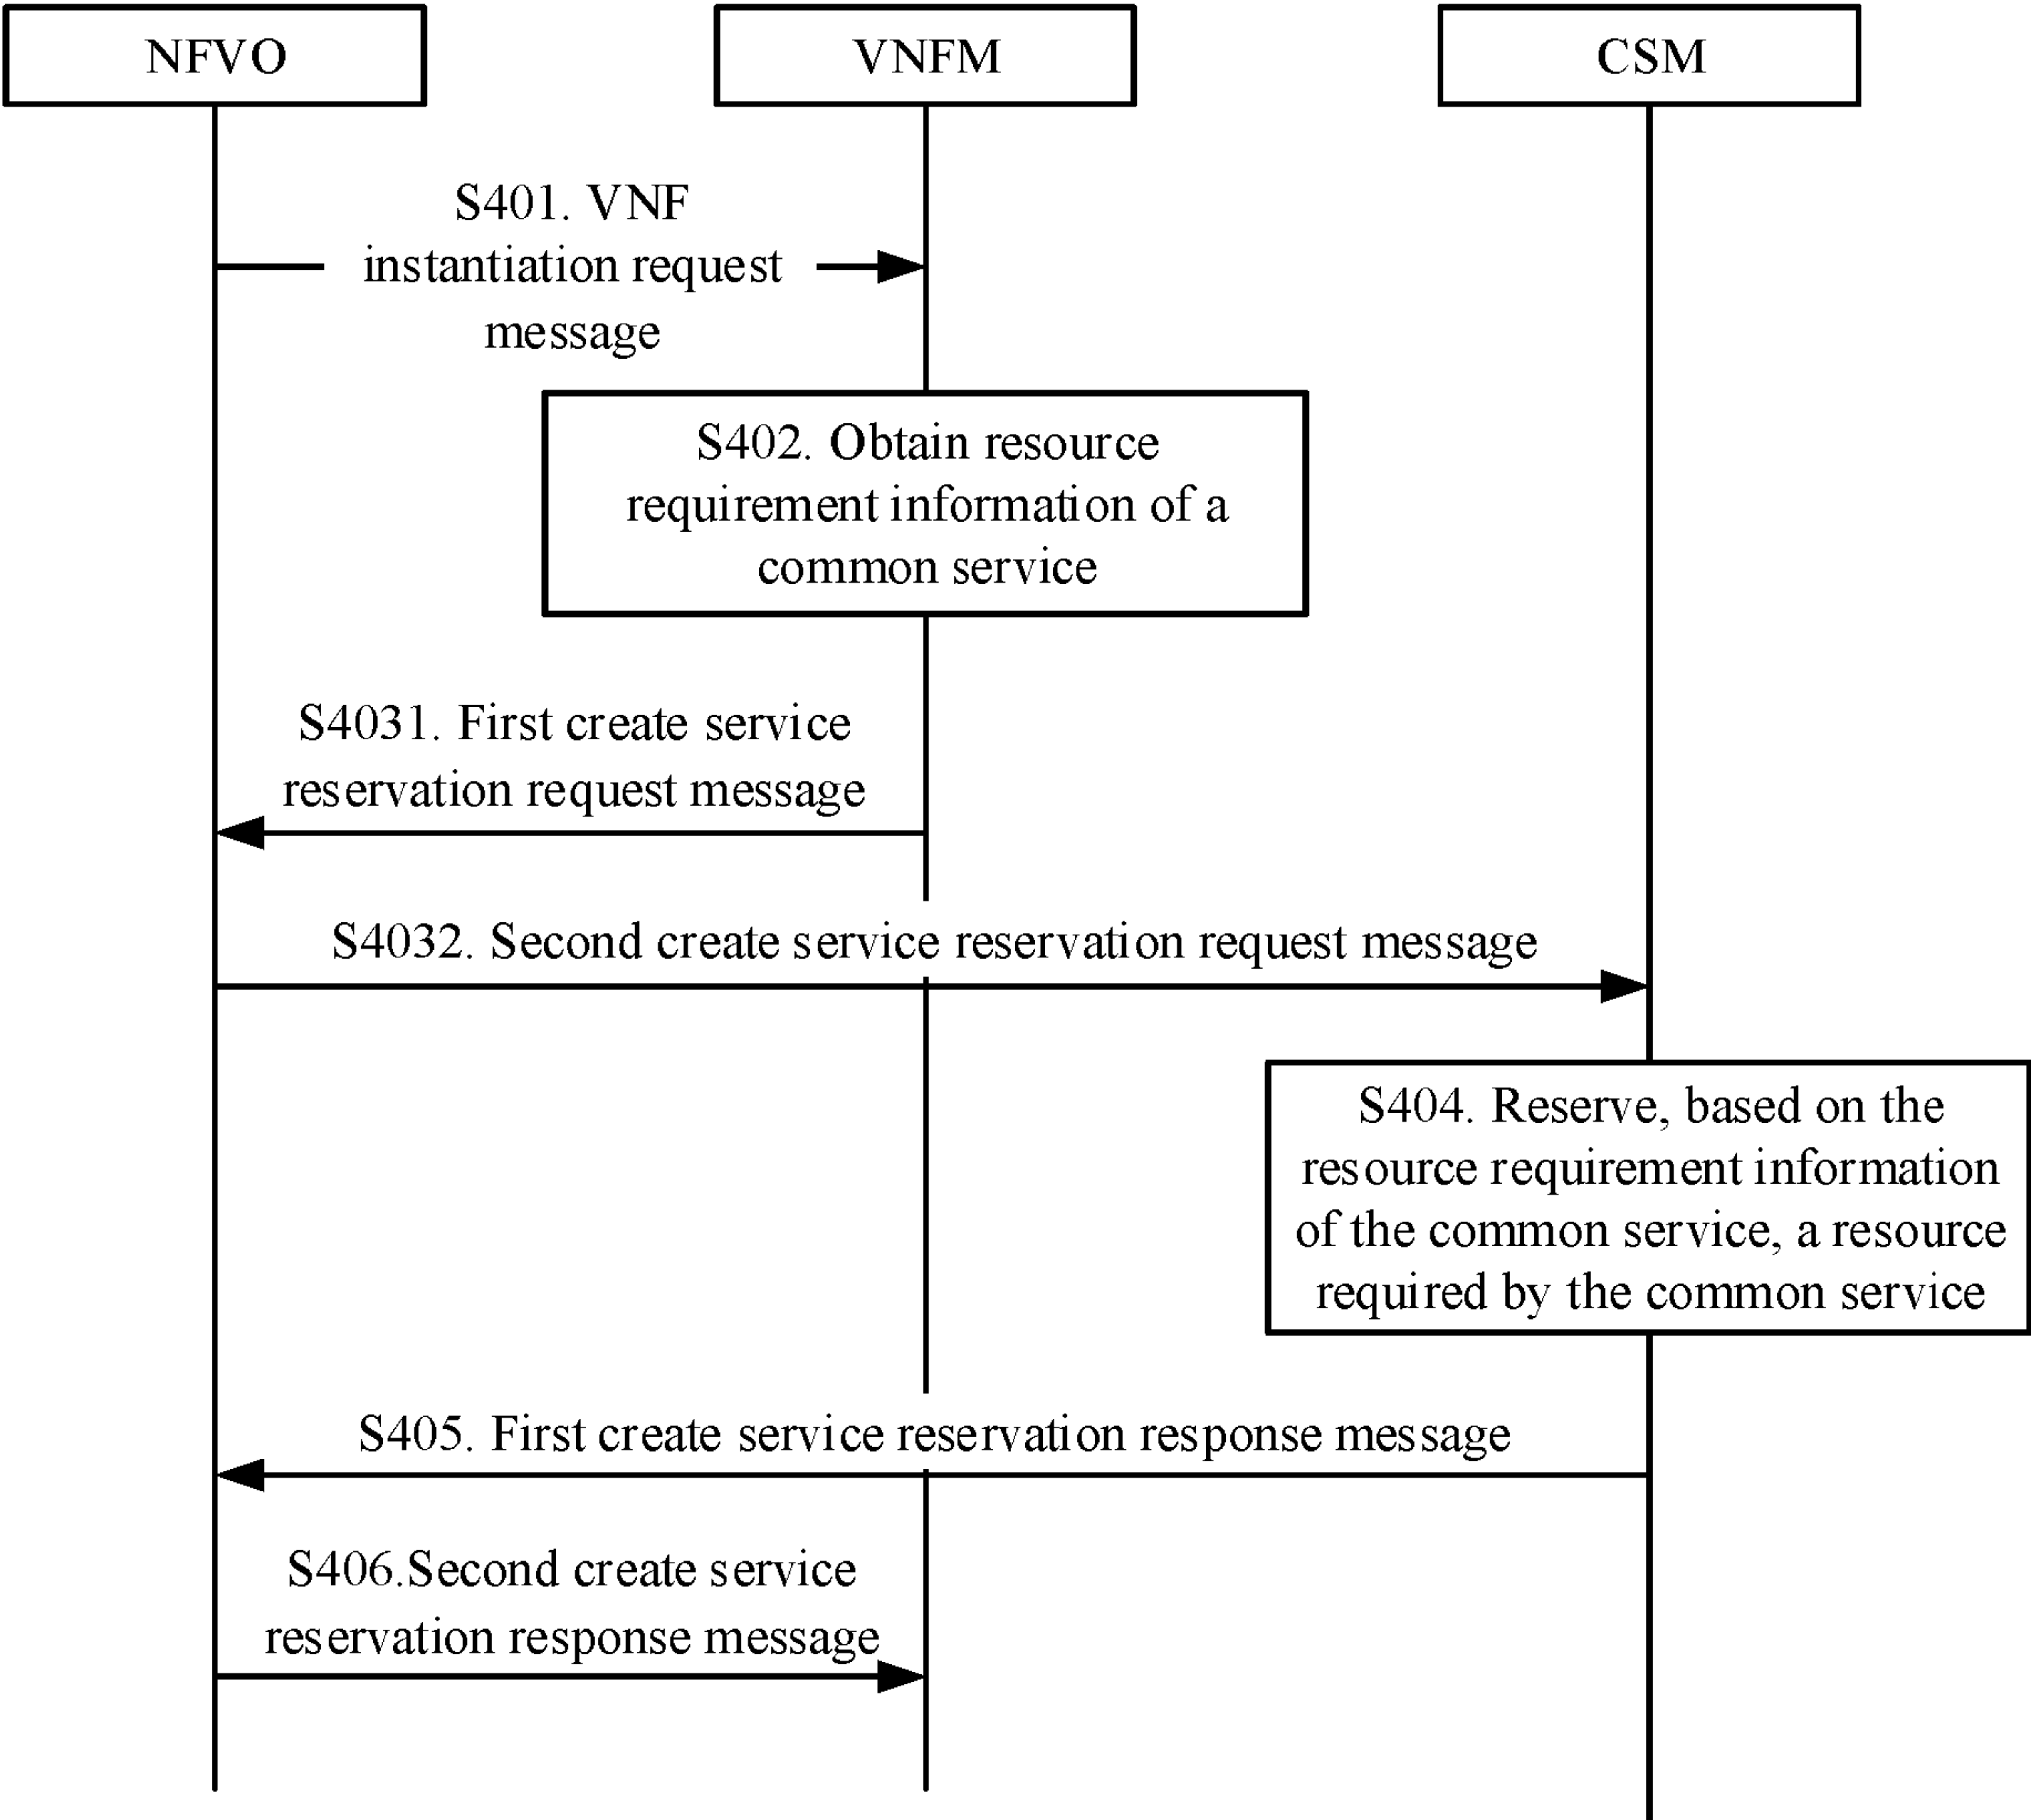 NFVO
VNFM
CSM
S401. VNF
instantiation request
message
S402. Obtain resource
requirement information of a
common service
S4031. First create service
reservation request message
S4032. Second create service reservation request message
S404. Reserve, based on the
resource requirement information
of the common service, a resource
required by the common service
S405. First create service reservation response message
S406.Second create service
reservation response message